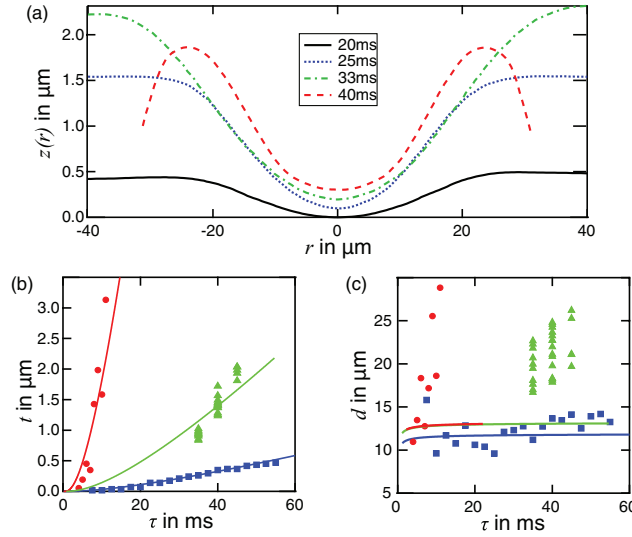 (a)
2.0
1.5
1.0
0.5
0.0
z(r) in μm
20ms
25ms
33ms
40ms
-40 -20 0 20 40
r in μm
(b)
3.0
2.5
2.0
1.5
1.0
0.5
0.0
t in μm
0 20 40 60
τ in ms
(c)
25
20
15
10
5
d in μm
0 20 40 60
τ in ms